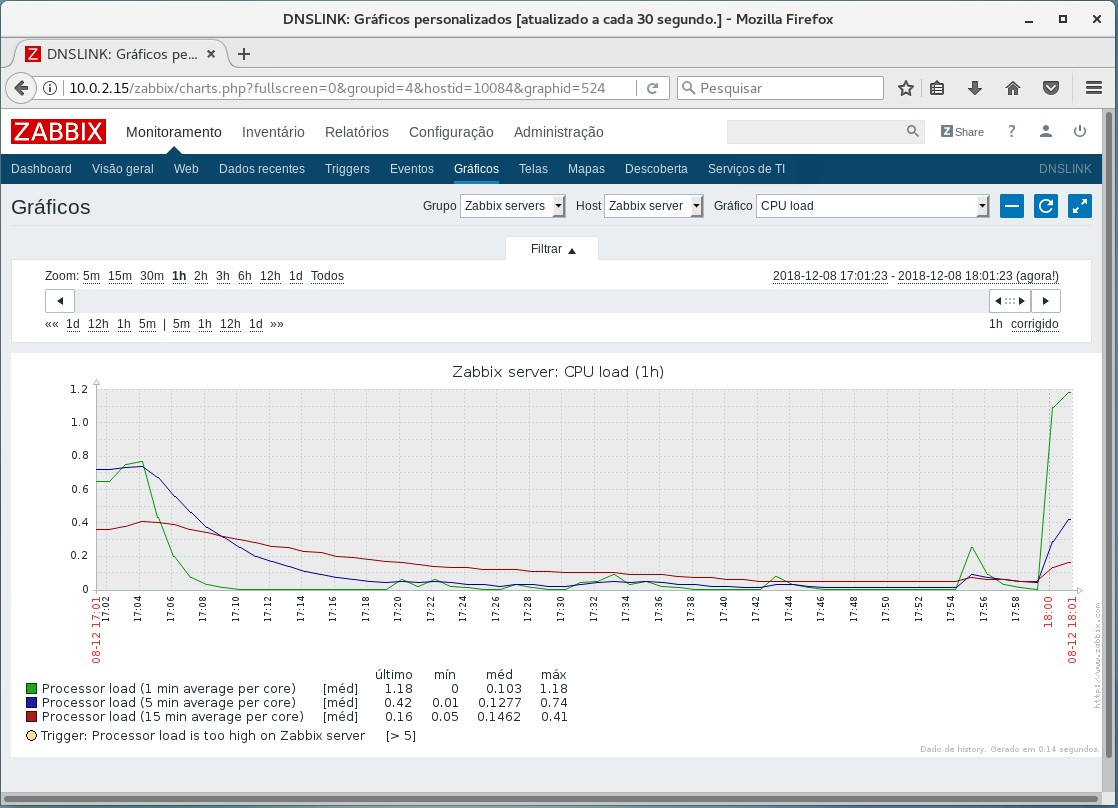 DNSLINK: Gráficos personalizados [atualizado a cada 30 segundo.] - Mozilla Firefox
DNSLINK: Gráficos pe...
10.0.2.15/zabbix/charts.php?fullscreen=0&groupid=4&hostid=10084&graphid=524
Pesquisar
ZABBIX Monitoramento Inventário Relatórios Configuração Administração
Z Share ?
Dashboard Visão geral Web Dados recentes Triggers Eventos Gráficos Telas Mapas Descoberta Serviços de TI DNSLINK
Gráficos Grupo Zabbix servers Host Zabbix server Gráfico CPU load
Filtrar ▲
Zoom: 5m 15m 30m 1h 2h 3h 6h 12h 1d Todos 2018-12-08 17:01:23 - 2018-12-08 18:01:23 (agora!)
«« 1d 12h 1h 5m | 5m 1h 12h 1d »» 1h corrigido
Zabbix server: CPU load (1h)
1.2
1.0
0.8
0.6
0.4
0.2
0
08-12 17:01 17:02 17:04 17:06 17:08 17:10 17:12 17:14 17:16 17:18 17:20 17:22 17:24 17:26 17:28 17:30 17:32 17:34 17:36 17:38 17:40 17:42 17:44 17:46 17:48 17:50 17:52 17:54 17:56 17:58 18:00 08-12 18:01
http://www.zabbix.com
último mín méd máx
Processor load (1 min average per core) [méd] 1.18 0 0.103 1.18
Processor load (5 min average per core) [méd] 0.42 0.01 0.1277 0.74
Processor load (15 min average per core) [méd] 0.16 0.05 0.1462 0.41
Trigger: Processor load is too high on Zabbix server [> 5]
Dado de history. Gerado em 0.14 segundos.